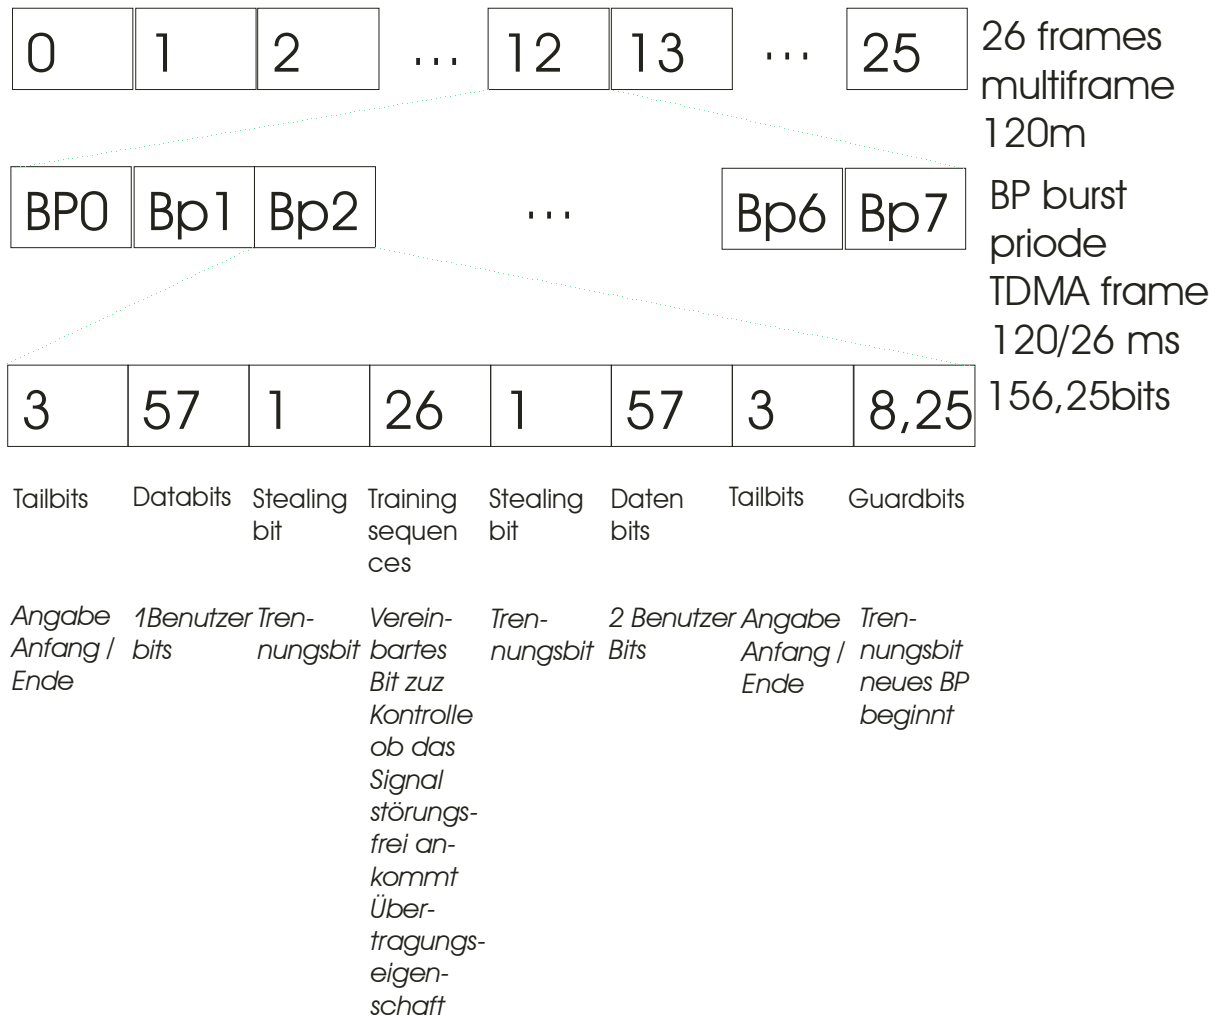 0 1 2 ... 12 13 ... 25
26 frames
multiframe
120m
BP0 Bp1 Bp2 ... Bp6 Bp7
BP burst
priode
TDMA frame
120/26 ms
3 57 1 26 1 57 3 8,25
156,25bits
Tailbits
Databits
Stealing
bit
Training
sequen
ces
Stealing
bit
Daten
bits
Tailbits
Guardbits
Angabe
Anfang /
Ende
1Benutzer
bits
Tren-
nungsbit
Verein-
bartes
Bit zuz
Kontrolle
ob das
Signal
störungs-
frei an-
kommt
Über-
tragungs-
eigen-
schaft
Tren-
nungsbit
2 Benutzer
Bits
Angabe
Anfang /
Ende
Tren-
nungsbit
neues BP
beginnt